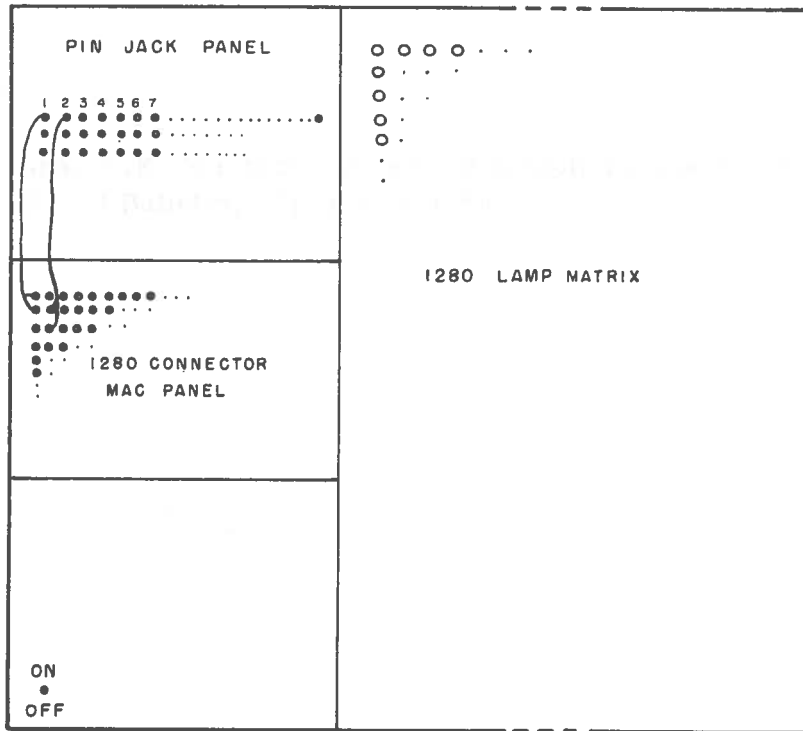 PIN JACK PANEL
1 2 3 4 5 6 7
1280 LAMP MATRIX
1280 CONNECTOR
MAC PANEL
ON
OFF